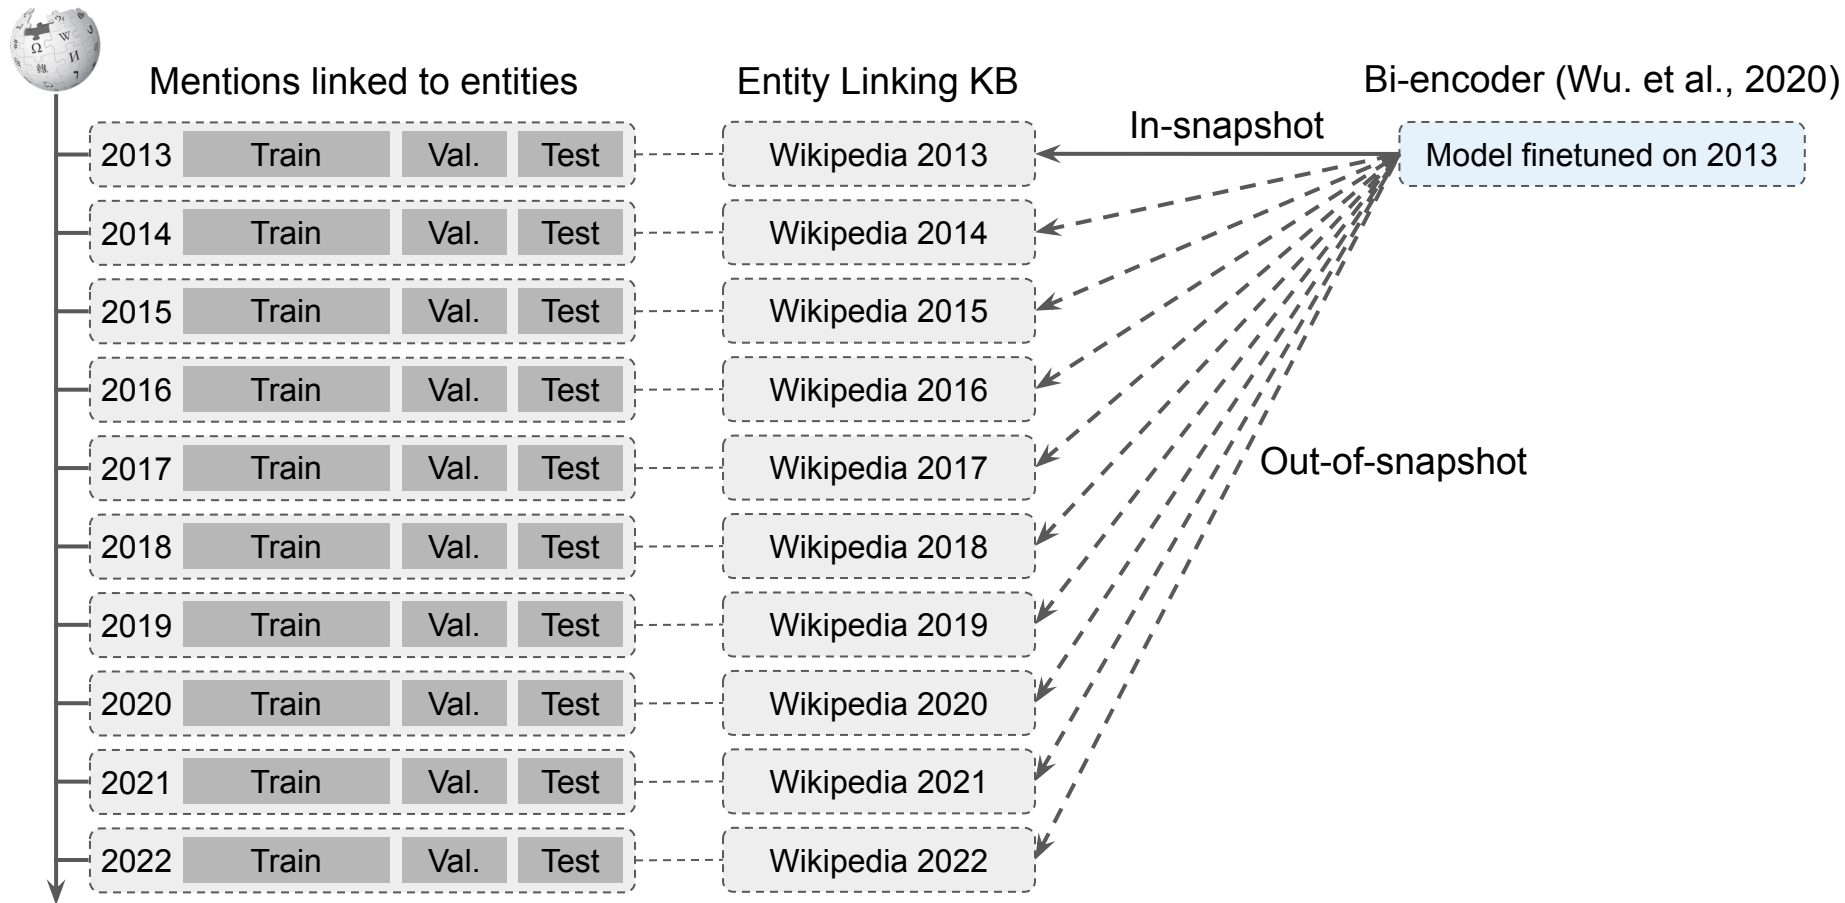 Mentions linked to entities
Entity Linking KB
Bi-encoder (Wu. et al., 2020)
2013 Train Val. Test Wikipedia 2013 In-snapshot Model finetuned on 2013
2014 Train Val. Test Wikipedia 2014
2015 Train Val. Test Wikipedia 2015
2016 Train Val. Test Wikipedia 2016
2017 Train Val. Test Wikipedia 2017 Out-of-snapshot
2018 Train Val. Test Wikipedia 2018
2019 Train Val. Test Wikipedia 2019
2020 Train Val. Test Wikipedia 2020
2021 Train Val. Test Wikipedia 2021
2022 Train Val. Test Wikipedia 2022